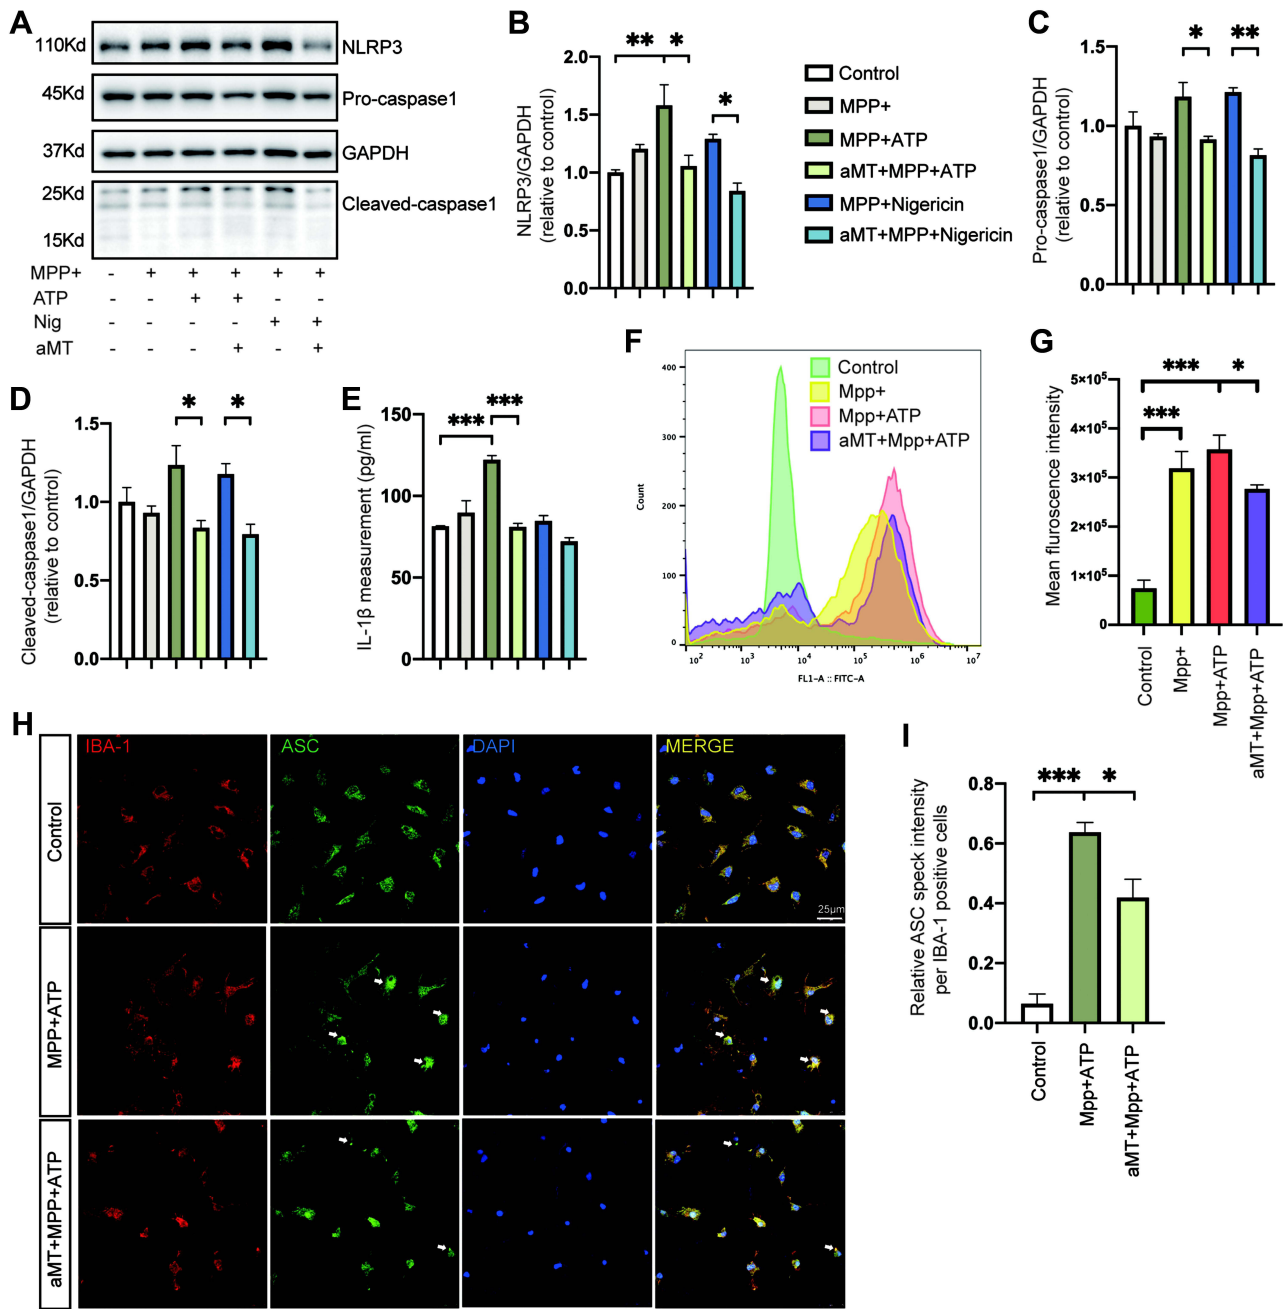 A
110Kd NLRP3
45Kd Pro-caspase1
37Kd GAPDH
25Kd Cleaved-caspase1
15Kd
MPP+ - + + + + +
ATP - - + + - -
Nig - - - - + +
aMT - - - + - +
B
NLRP3/GAPDH
(relative to control)
2.0
1.5
1.0
0.5
0.0
** *
*
Control
MPP+
MPP+ATP
aMT+MPP+ATP
MPP+Nigericin
aMT+MPP+Nigericin
C
Pro-caspase1/GAPDH
(relative to control)
1.5
1.0
0.5
0.0
* **
D
Cleaved-caspase1/GAPDH
(relative to control)
1.5
1.0
0.5
0.0
* *
E
IL-1β measurement (pg/ml)
150
100
50
0
*** ***
F
Count
400
300
200
100
0
10² 10³ 10⁴ 10⁵ 10⁶ 10⁷
FL1-A :: FITC-A
Control
Mpp+
Mpp+ATP
aMT+Mpp+ATP
G
Mean fluroscence intensity
5×10⁵
4×10⁵
3×10⁵
2×10⁵
1×10⁵
0
*** *
***
Control
Mpp+
Mpp+ATP
aMT+Mpp+ATP
H
IBA-1 ASC DAPI MERGE
Control
25μm
MPP+ATP
aMT+MPP+ATP
I
Relative ASC speck intensity
per IBA-1 positive cells
0.8
0.6
0.4
0.2
0.0
*** *
Control
Mpp+ATP
aMT+Mpp+ATP